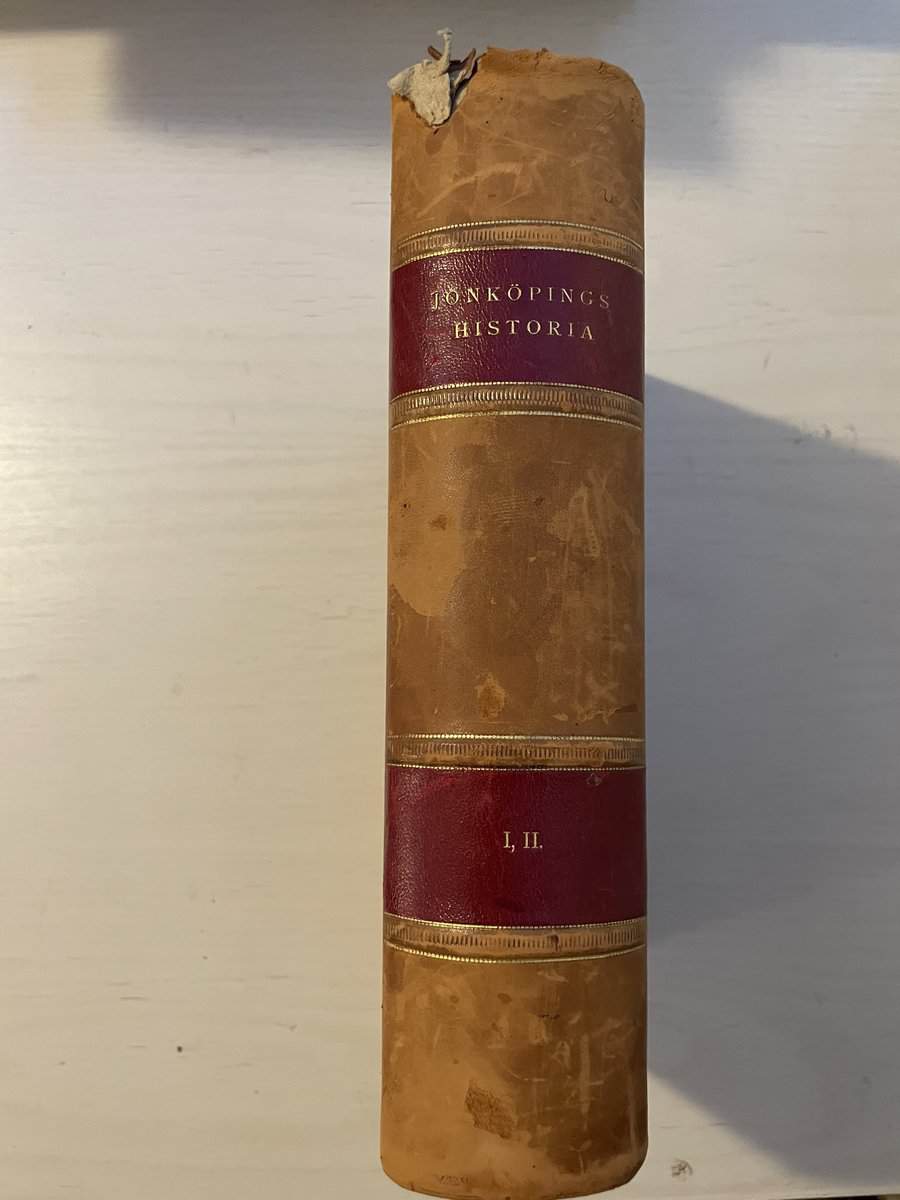 JÖNKÖPINGS
HISTORIA
I, II.